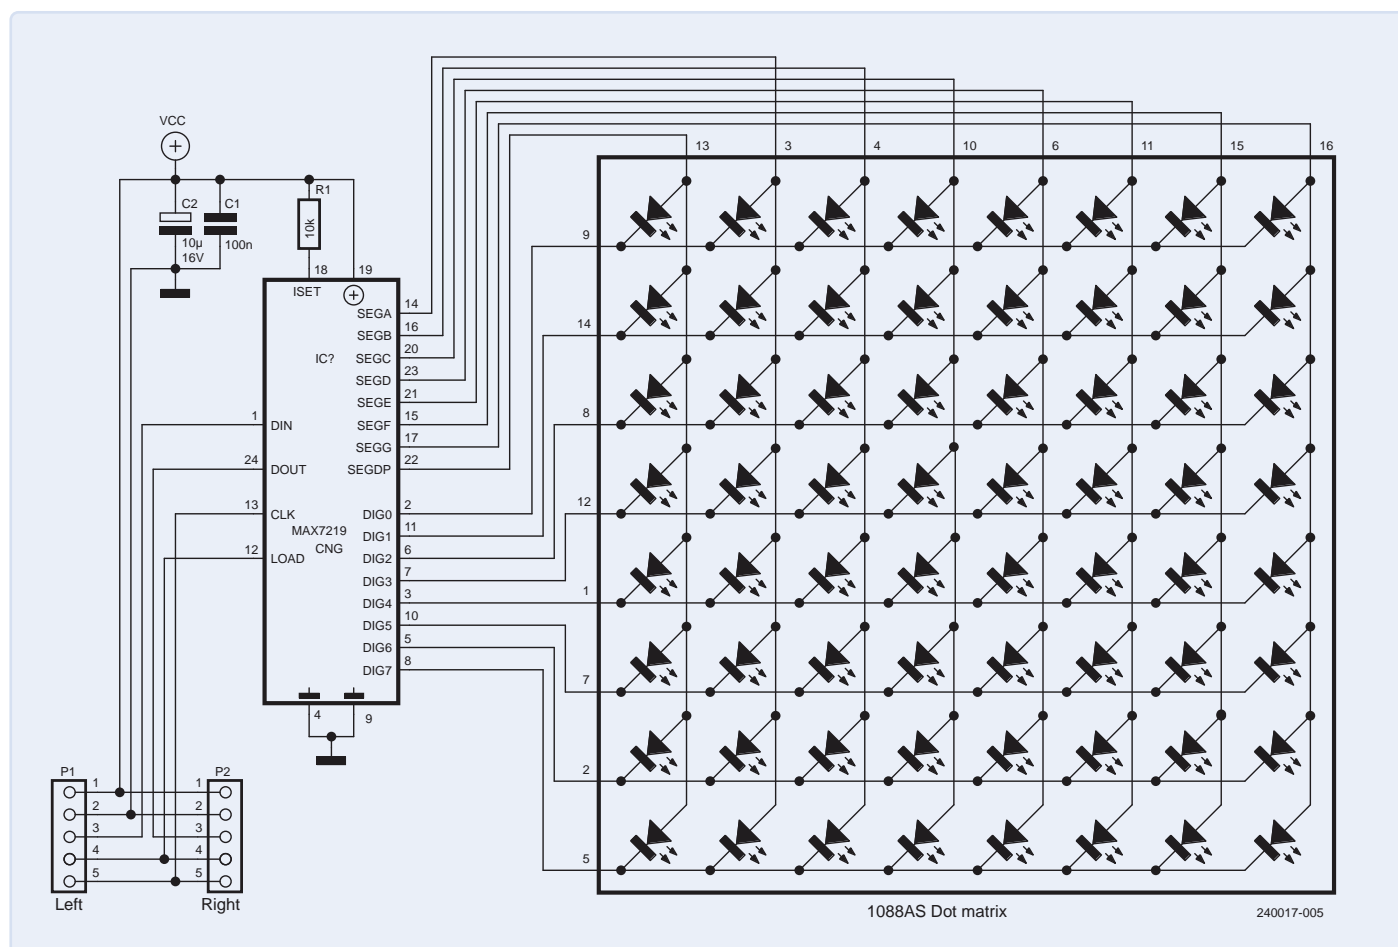 VCC
13
3
4
10
6
11
15
16
C2
C1
R1
10k
10µ
16V
100n
18
19
ISET
IC?
MAX7219
CNG
1
DIN
24
DOUT
13
CLK
12
LOAD
SEGA
14
SEGB
16
SEGC
20
SEGD
23
SEGE
21
SEGF
15
SEGG
17
SEGDP
22
DIG0
2
DIG1
11
DIG2
6
DIG3
7
DIG4
3
DIG5
10
DIG6
5
DIG7
8
4
9
9
14
8
12
1
7
2
5
P1
1
2
3
4
5
Left
P2
1
2
3
4
5
Right
1088AS Dot matrix
240017-005